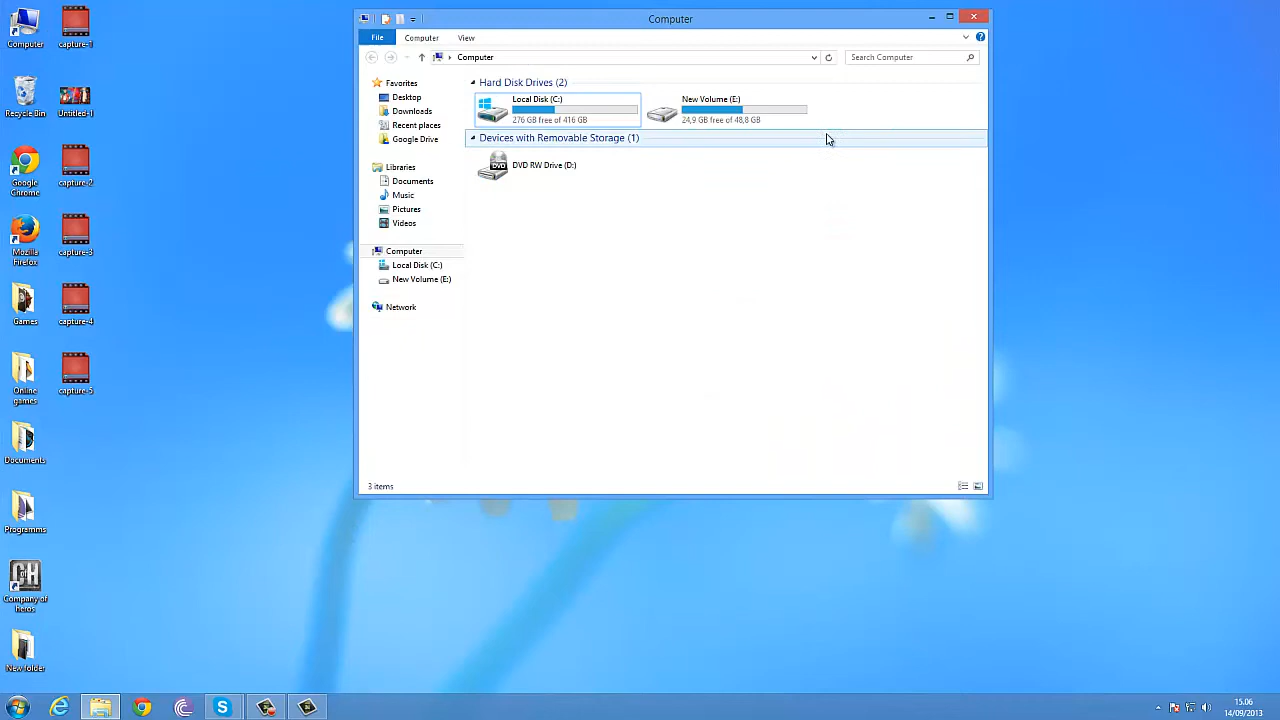 Computer
File
Computer
View
Computer
Search Computer
Favorites
Desktop
Downloads
Recent places
Google Drive
Libraries
Documents
Music
Pictures
Videos
Computer
Local Disk (C:)
New Volume (E:)
Network
Hard Disk Drives (2)
Local Disk (C:)
276 GB free of 416 GB
New Volume (E:)
24,9 GB free of 48,8 GB
Devices with Removable Storage (1)
DVD RW Drive (D:)
3 items
Computer
capture-1
Recycle Bin
Untitled-1
Google
Chrome
capture-2
Mozilla
Firefox
capture-3
Games
capture-4
Online
games
capture-5
Documents
Programms
Company of
heros
New folder
15.06
14/09/2013